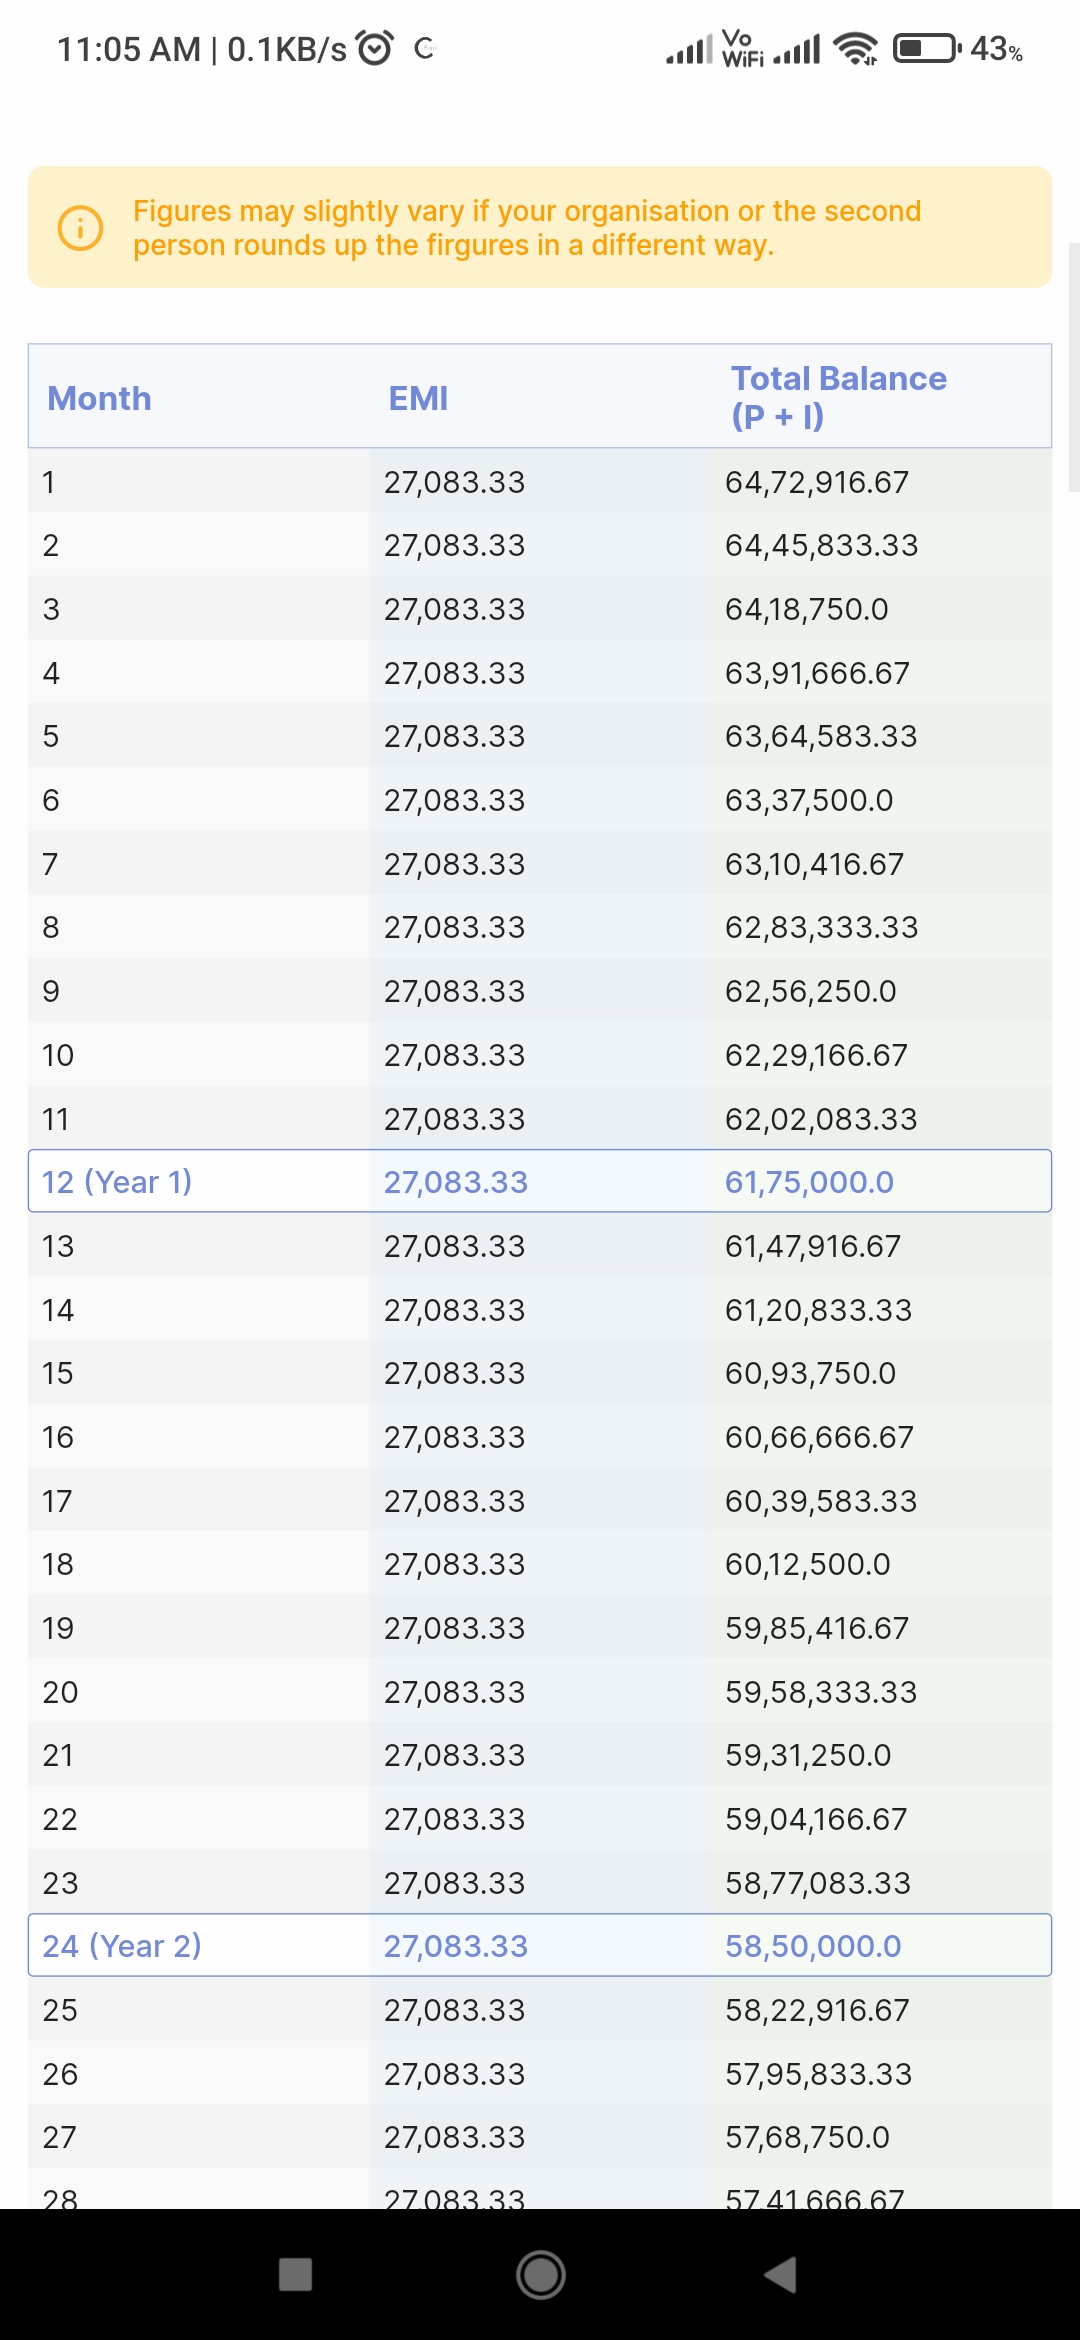 11:05 AM | 0.1KB/s Vo WiFi 43%
Figures may slightly vary if your organisation or the second
person rounds up the firgures in a different way.
Month EMI Total Balance (P + I)
1 27,083.33 64,72,916.67
2 27,083.33 64,45,833.33
3 27,083.33 64,18,750.0
4 27,083.33 63,91,666.67
5 27,083.33 63,64,583.33
6 27,083.33 63,37,500.0
7 27,083.33 63,10,416.67
8 27,083.33 62,83,333.33
9 27,083.33 62,56,250.0
10 27,083.33 62,29,166.67
11 27,083.33 62,02,083.33
12 (Year 1) 27,083.33 61,75,000.0
13 27,083.33 61,47,916.67
14 27,083.33 61,20,833.33
15 27,083.33 60,93,750.0
16 27,083.33 60,66,666.67
17 27,083.33 60,39,583.33
18 27,083.33 60,12,500.0
19 27,083.33 59,85,416.67
20 27,083.33 59,58,333.33
21 27,083.33 59,31,250.0
22 27,083.33 59,04,166.67
23 27,083.33 58,77,083.33
24 (Year 2) 27,083.33 58,50,000.0
25 27,083.33 58,22,916.67
26 27,083.33 57,95,833.33
27 27,083.33 57,68,750.0
28 27,083.33 57,41,666.67